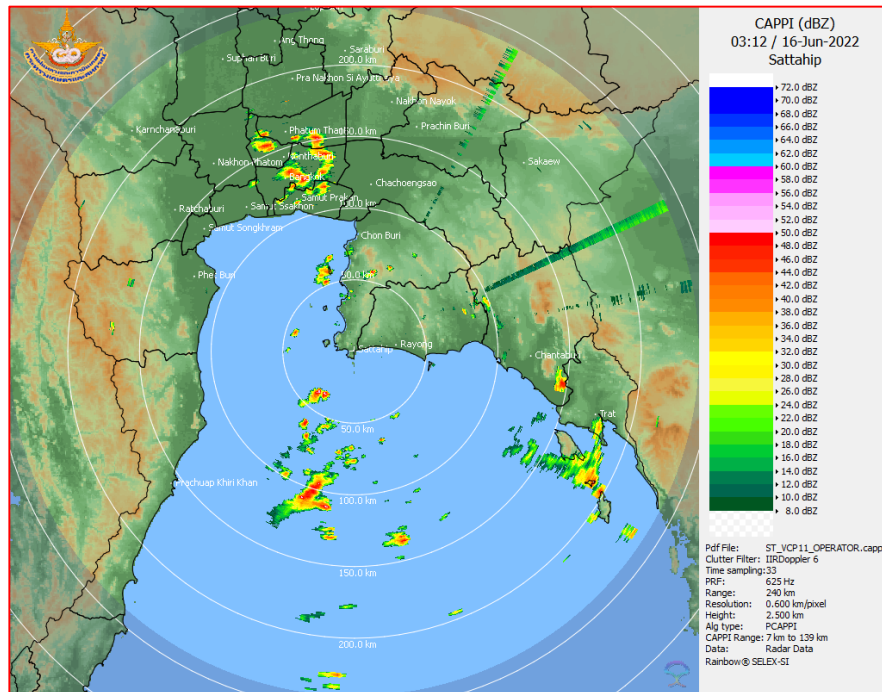 CAPPI (dBZ)
03:12 / 16-Jun-2022
Sattahip
72.0 dBZ
70.0 dBZ
68.0 dBZ
66.0 dBZ
64.0 dBZ
62.0 dBZ
60.0 dBZ
58.0 dBZ
56.0 dBZ
54.0 dBZ
52.0 dBZ
50.0 dBZ
48.0 dBZ
46.0 dBZ
44.0 dBZ
42.0 dBZ
40.0 dBZ
38.0 dBZ
36.0 dBZ
34.0 dBZ
32.0 dBZ
30.0 dBZ
28.0 dBZ
26.0 dBZ
24.0 dBZ
22.0 dBZ
20.0 dBZ
18.0 dBZ
16.0 dBZ
14.0 dBZ
12.0 dBZ
10.0 dBZ
8.0 dBZ
Pdf File: ST_VCP11_OPERATOR.capp
Clutter Filter: IIRDoppler 6
Time sampling:33
PRF: 625 Hz
Range: 240 km
Resolution: 0.600 km/pixel
Height: 2.500 km
Alg type: PCAPPI
CAPPI Range: 7 km to 139 km
Data: Radar Data
Rainbow® SELEX-SI
Ang Thong
Saraburi
Suphan Buri
200.0 km
Pra Nakhon Si Ayutthaya
Nakhon Nayok
Karnchanaburi
Prachin Buri
Nakhon Phatom
Sakaew
Chachoengsao
Samut Prakan
Samut Ssakhon
Ratchaburi
Samut Songkhram
Chon Buri
Sattahip
Rayong
Trat
50.0 km
Prachuap Khiri Khan
100.0 km
150.0 km
200.0 km